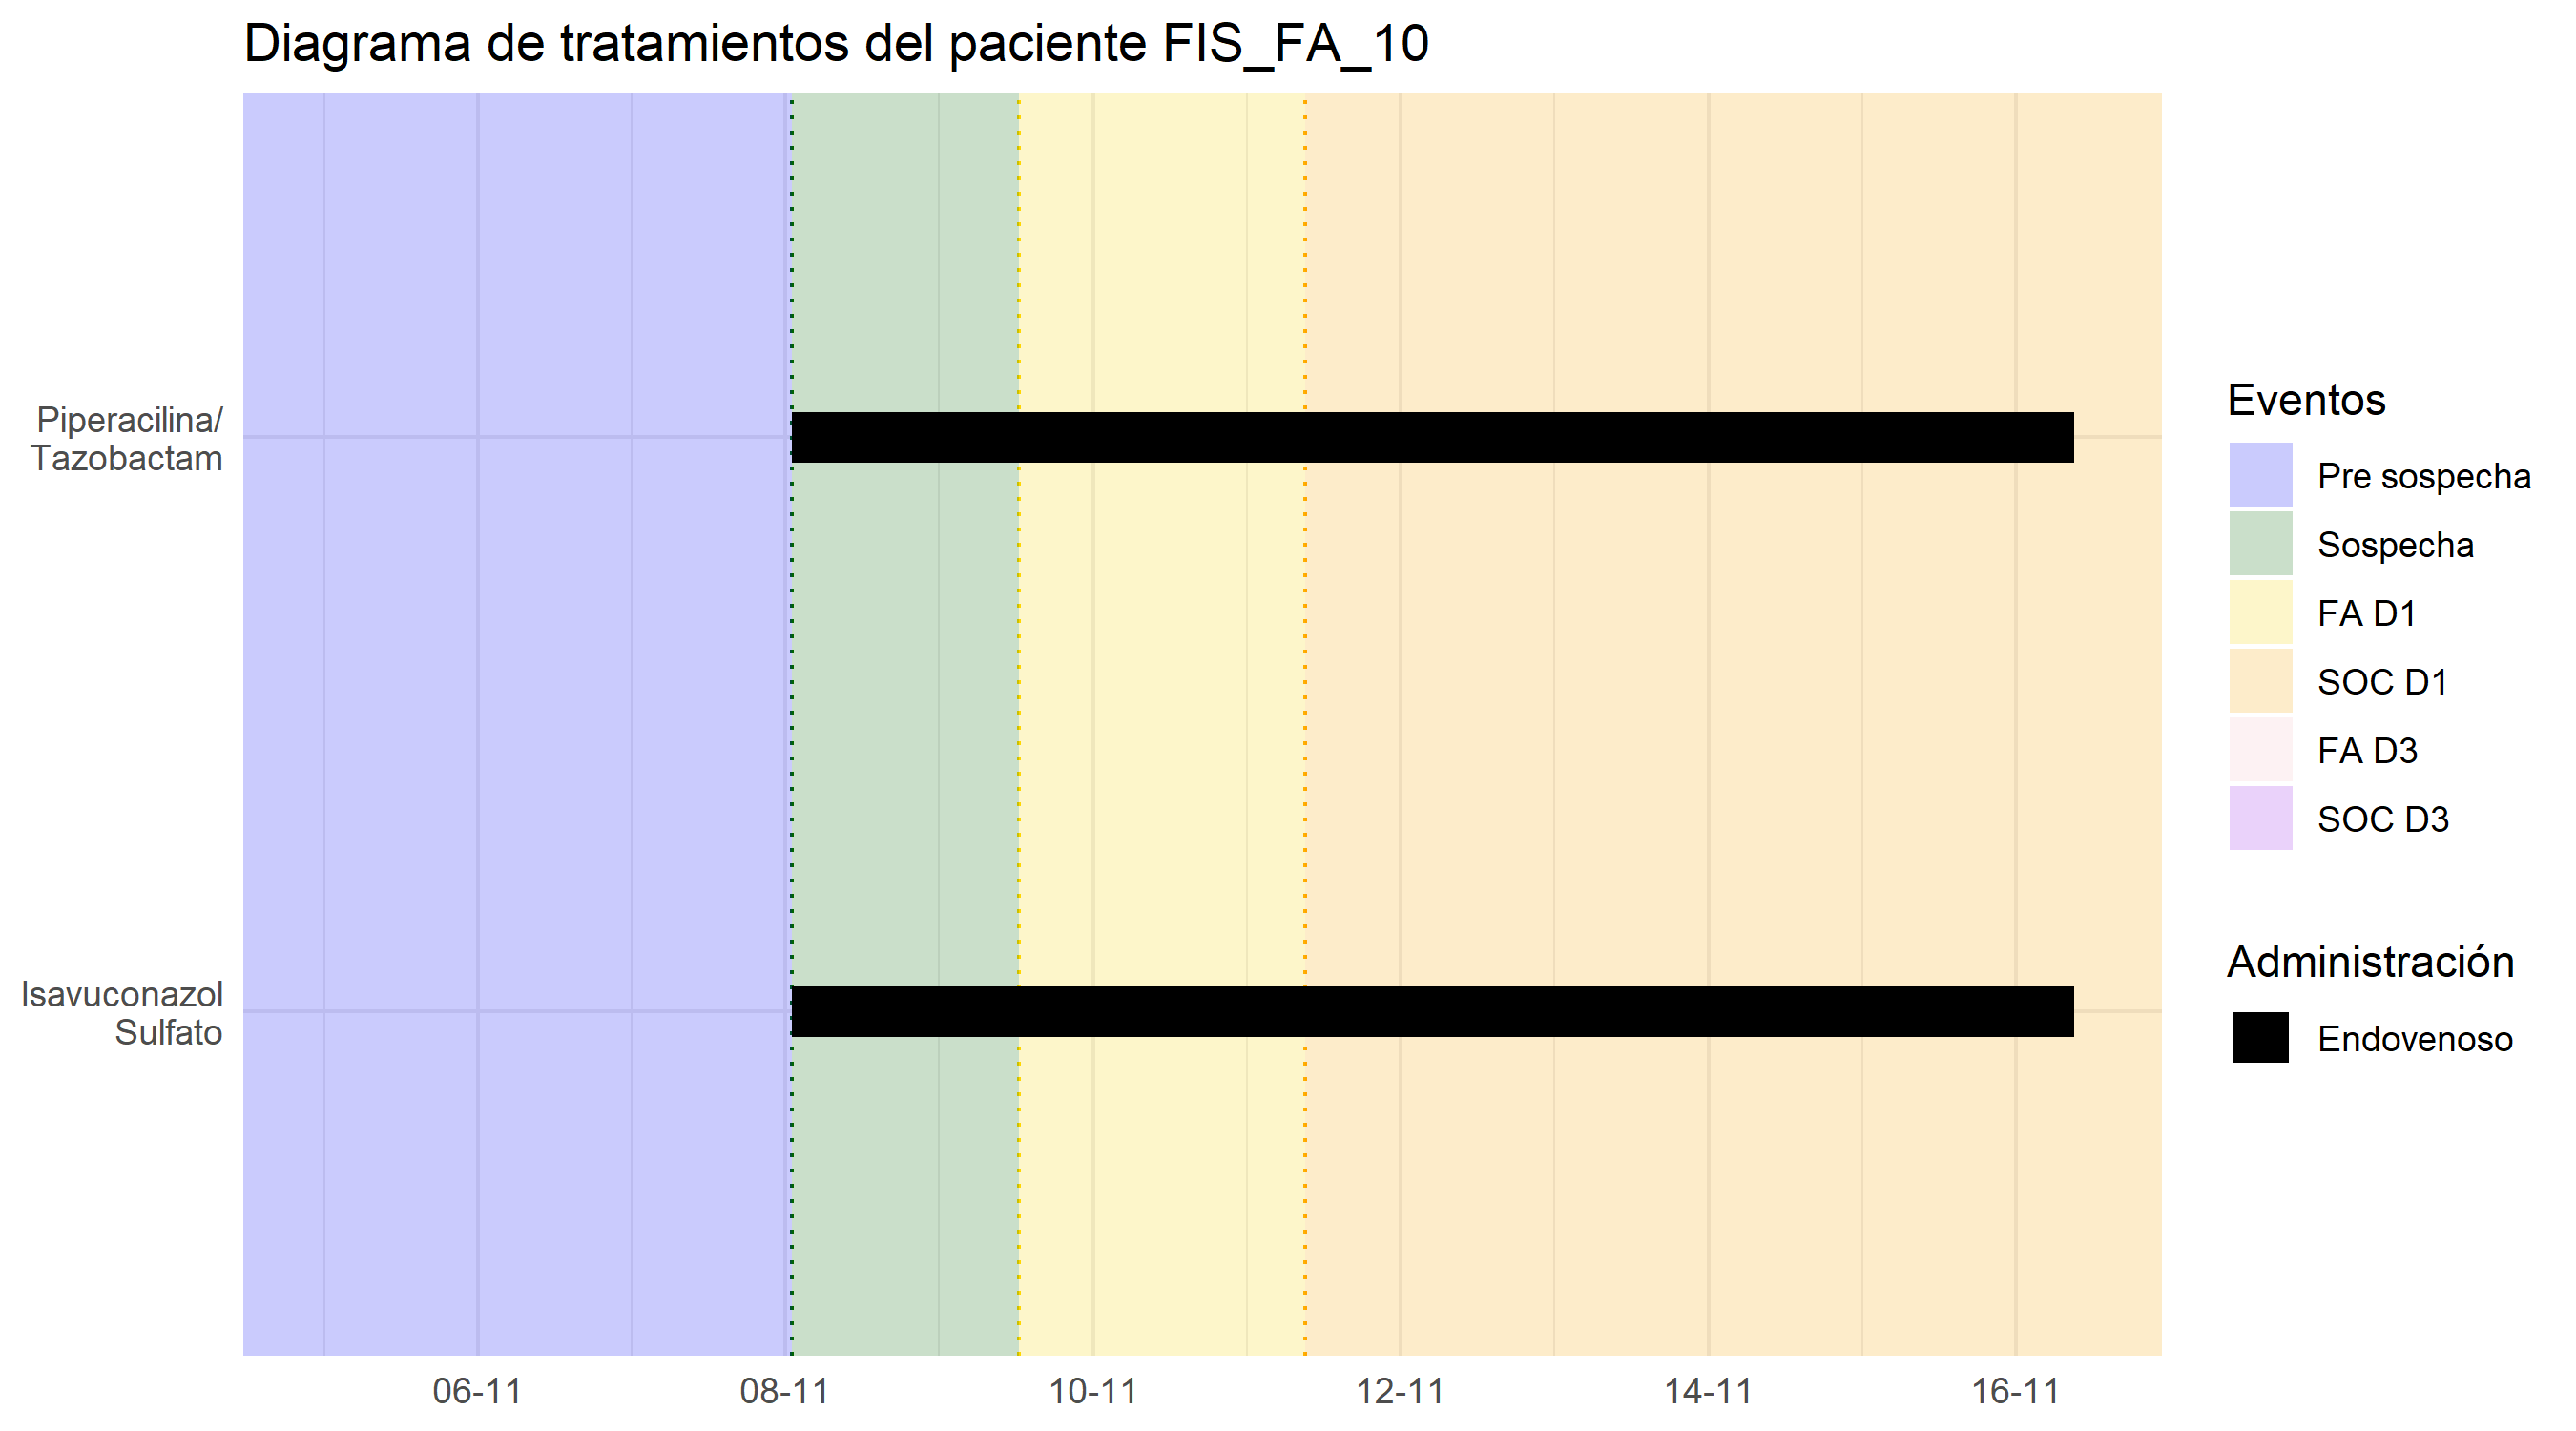 Diagrama de tratamientos del paciente FIS_FA_10
Piperacilina/
Tazobactam
Isavuconazol
Sulfato
06-11
08-11
10-11
12-11
14-11
16-11
Eventos
Pre sospecha
Sospecha
FA D1
SOC D1
FA D3
SOC D3
Administración
Endovenoso